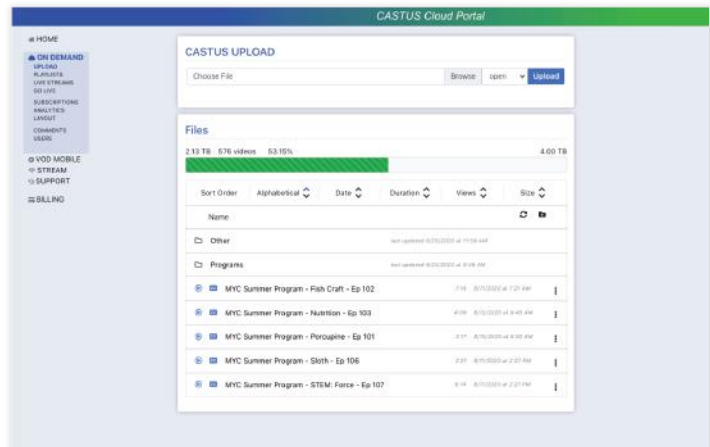 CASTUS Cloud Portal
HOME
ON DEMAND
UPLOAD
PLAYLISTS
LIVE STREAMS
GO LIVE
SUBSCRIPTIONS
ANALYTICS
LAYOUT
COMMENTS
USERS
VOD MOBILE
STREAM
SUPPORT
BILLING
CASTUS UPLOAD
Choose File Browse open Upload
Files
2.13 TB 576 videos 53.15% 4.00 TB
Sort Order Alphabetical Date Duration Views Size
Name
Other
Programs
MYC Summer Program - Fish Craft - Ep 102
MYC Summer Program - Nutrition - Ep 103
MYC Summer Program - Porcupine - Ep 101
MYC Summer Program - Sloth - Ep 106
MYC Summer Program - STEM: Force - Ep 107